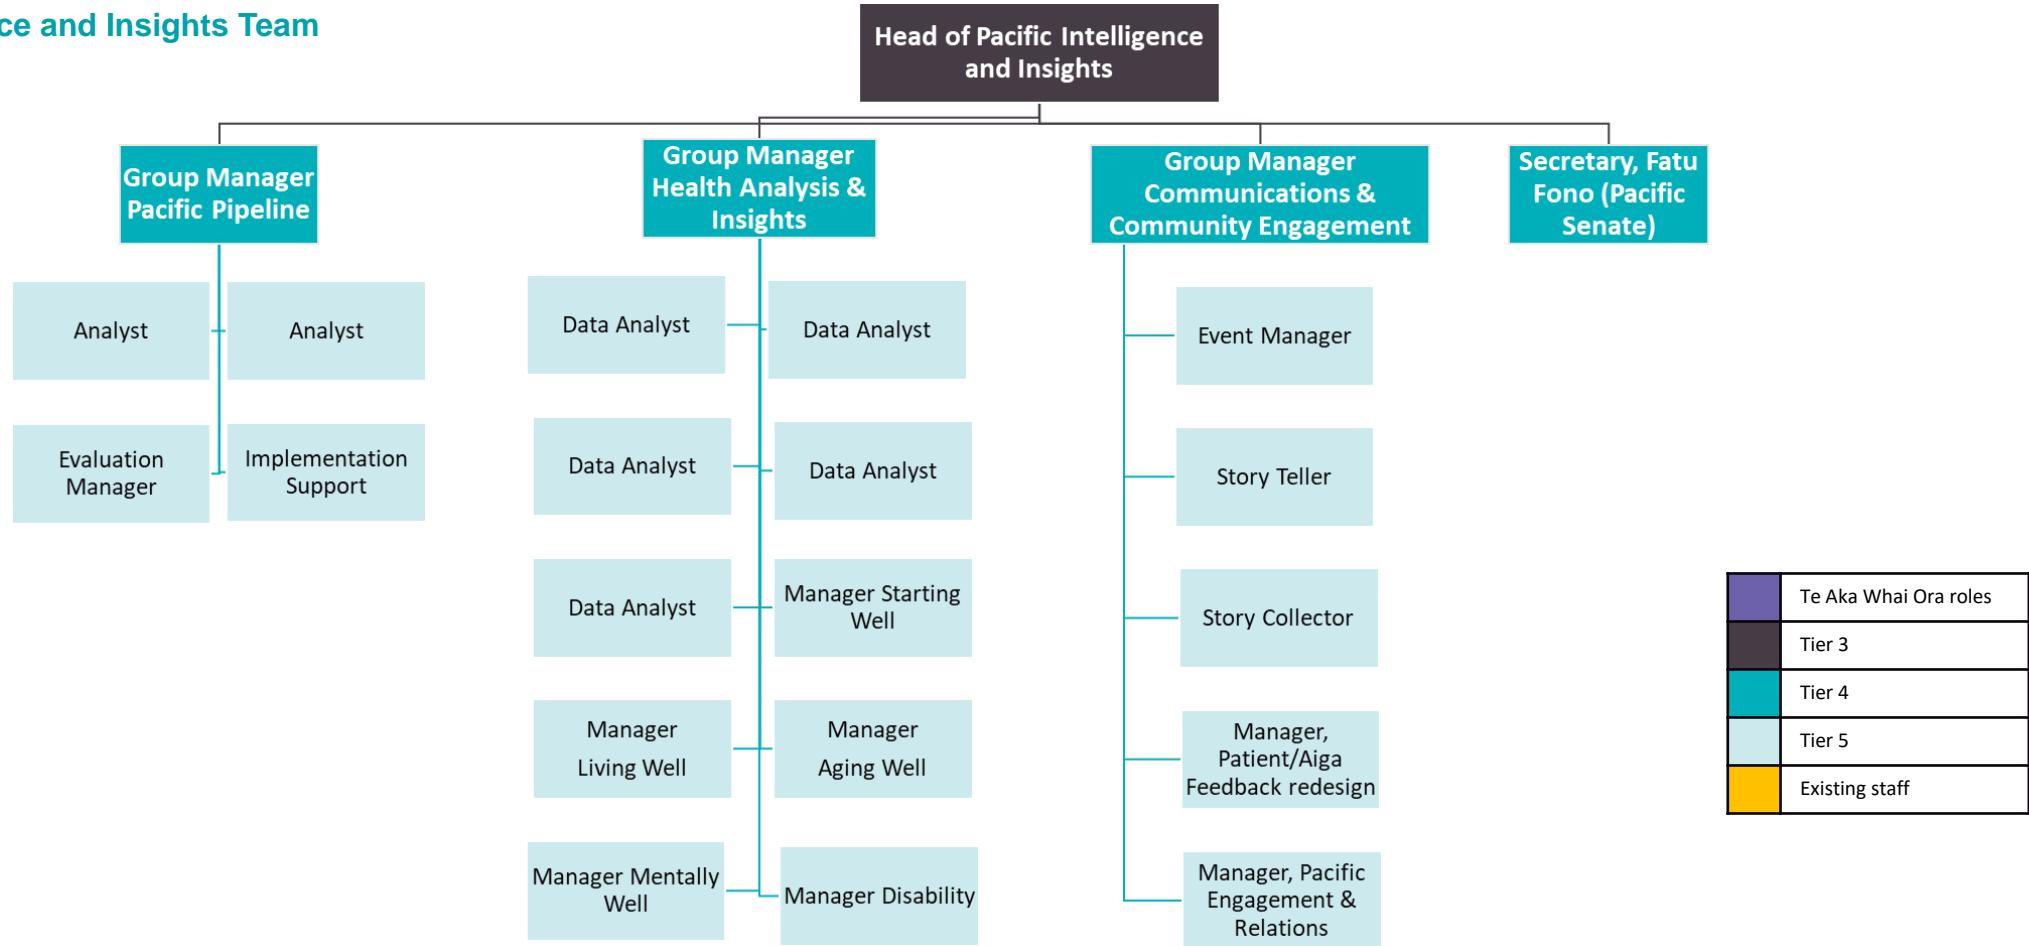 ce and Insights Team
Head of Pacific Intelligence
and Insights
Group Manager
Pacific Pipeline
Group Manager
Health Analysis &
Insights
Group Manager
Communications &
Community Engagement
Secretary, Fatu
Fono (Pacific
Senate)
Analyst
Analyst
Evaluation
Manager
Implementation
Support
Data Analyst
Data Analyst
Data Analyst
Data Analyst
Data Analyst
Manager Starting
Well
Manager
Living Well
Manager
Aging Well
Manager Mentally
Well
Manager Disability
Event Manager
Story Teller
Story Collector
Manager,
Patient/Aiga
Feedback redesign
Manager, Pacific
Engagement &
Relations
Te Aka Whai Ora roles
Tier 3
Tier 4
Tier 5
Existing staff